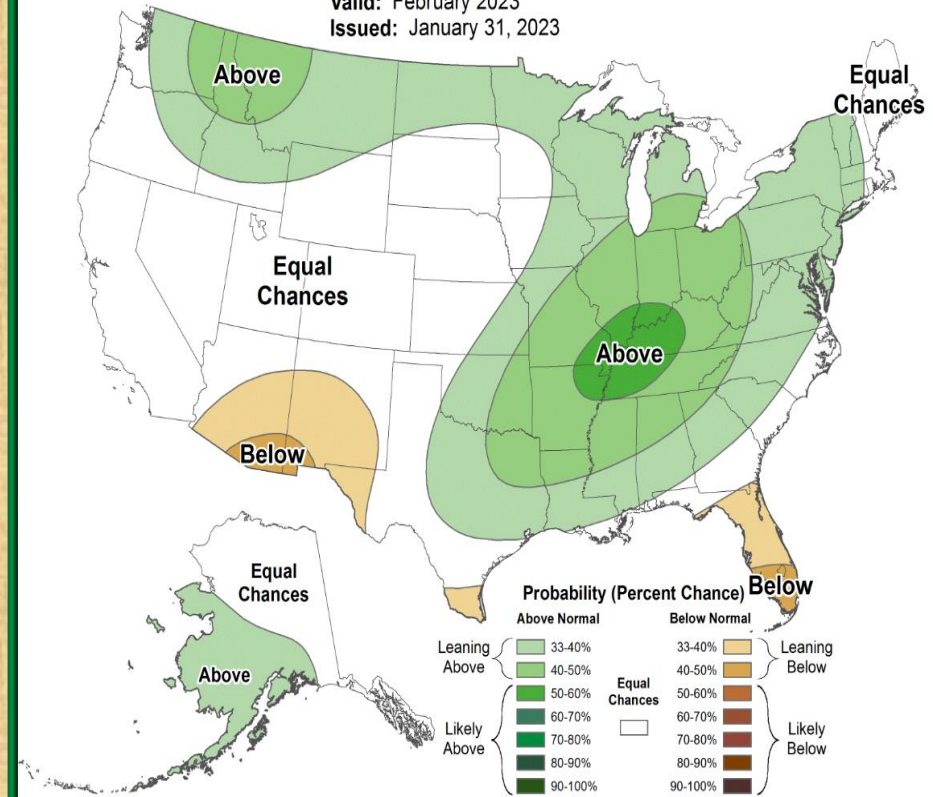 Valid: February 2023
Issued: January 31, 2023
Above
Equal
Chances
Equal
Chances
Above
Below
Equal
Chances
Above
Below
Probability (Percent Chance)
Above Normal
Below Normal
Leaning
Above
33-40%
40-50%
50-60%
60-70%
70-80%
80-90%
90-100%
Likely
Above
Equal
Chances
33-40%
40-50%
50-60%
60-70%
70-80%
80-90%
90-100%
Leaning
Below
Likely
Below